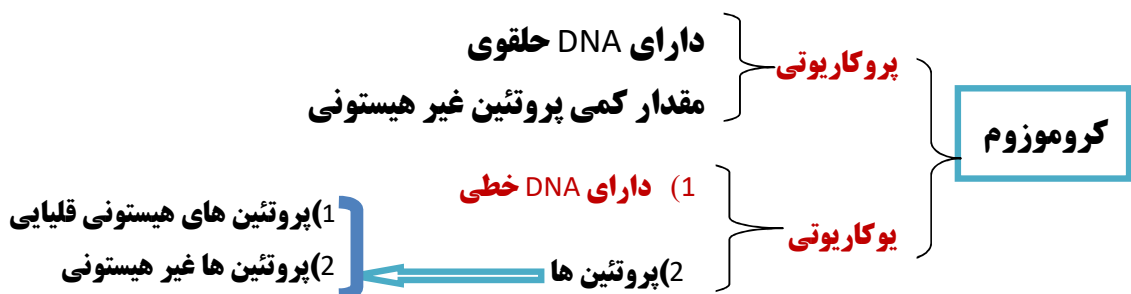 کروموزوم
پروکاریوتی
دارای DNA حلقوی
مقدار کمی پروتئین غیر هیستونی
یوکاریوتی
1) دارای DNA خطی
2)پروتئین ها
1)پروتئین های هیستونی قلیایی
2)پروتئین ها غیر هیستونی